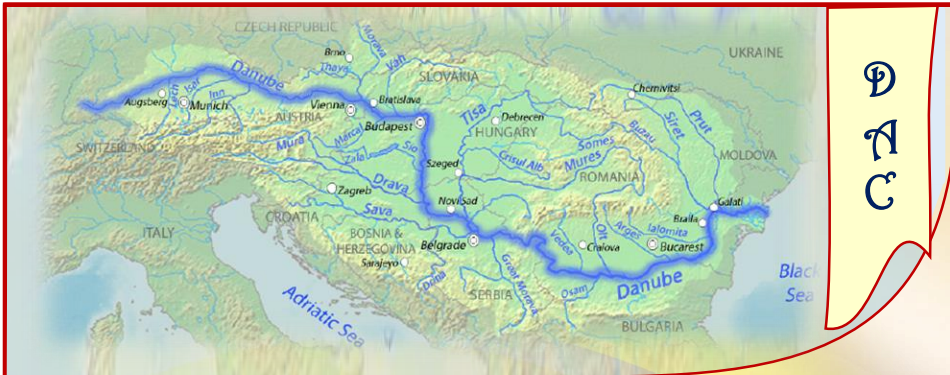 CZECH REPUBLIC
UKRAINE
Brno
Morava
Vah
Thaya
SLOVAKIA
Danube
Lech
Isar
Inn
Augsberg
Munich
Vienna
Bratislava
Chernivitsi
AUSTRIA
Budapest
Tisa
Debrecen
HUNGARY
Buzau
Siret
Prut
SWITZERLAND
Mura
Mercal
Zala
Sio
Somes
MOLDOVA
Szeged
Crisul Alb
Mures
ROMANIA
Drava
Zagreb
Novi Sad
Galati
CROATIA
Sava
Braila
ITALY
BOSNIA &
HERZEGOVINA
Sarajevo
Belgrade
Vedea
Olt
Craiova
Arges
Ialomita
Bucarest
Black
Sea
Adriatic Sea
SERBIA
Osam
Danube
BULGARIA
D
A
C